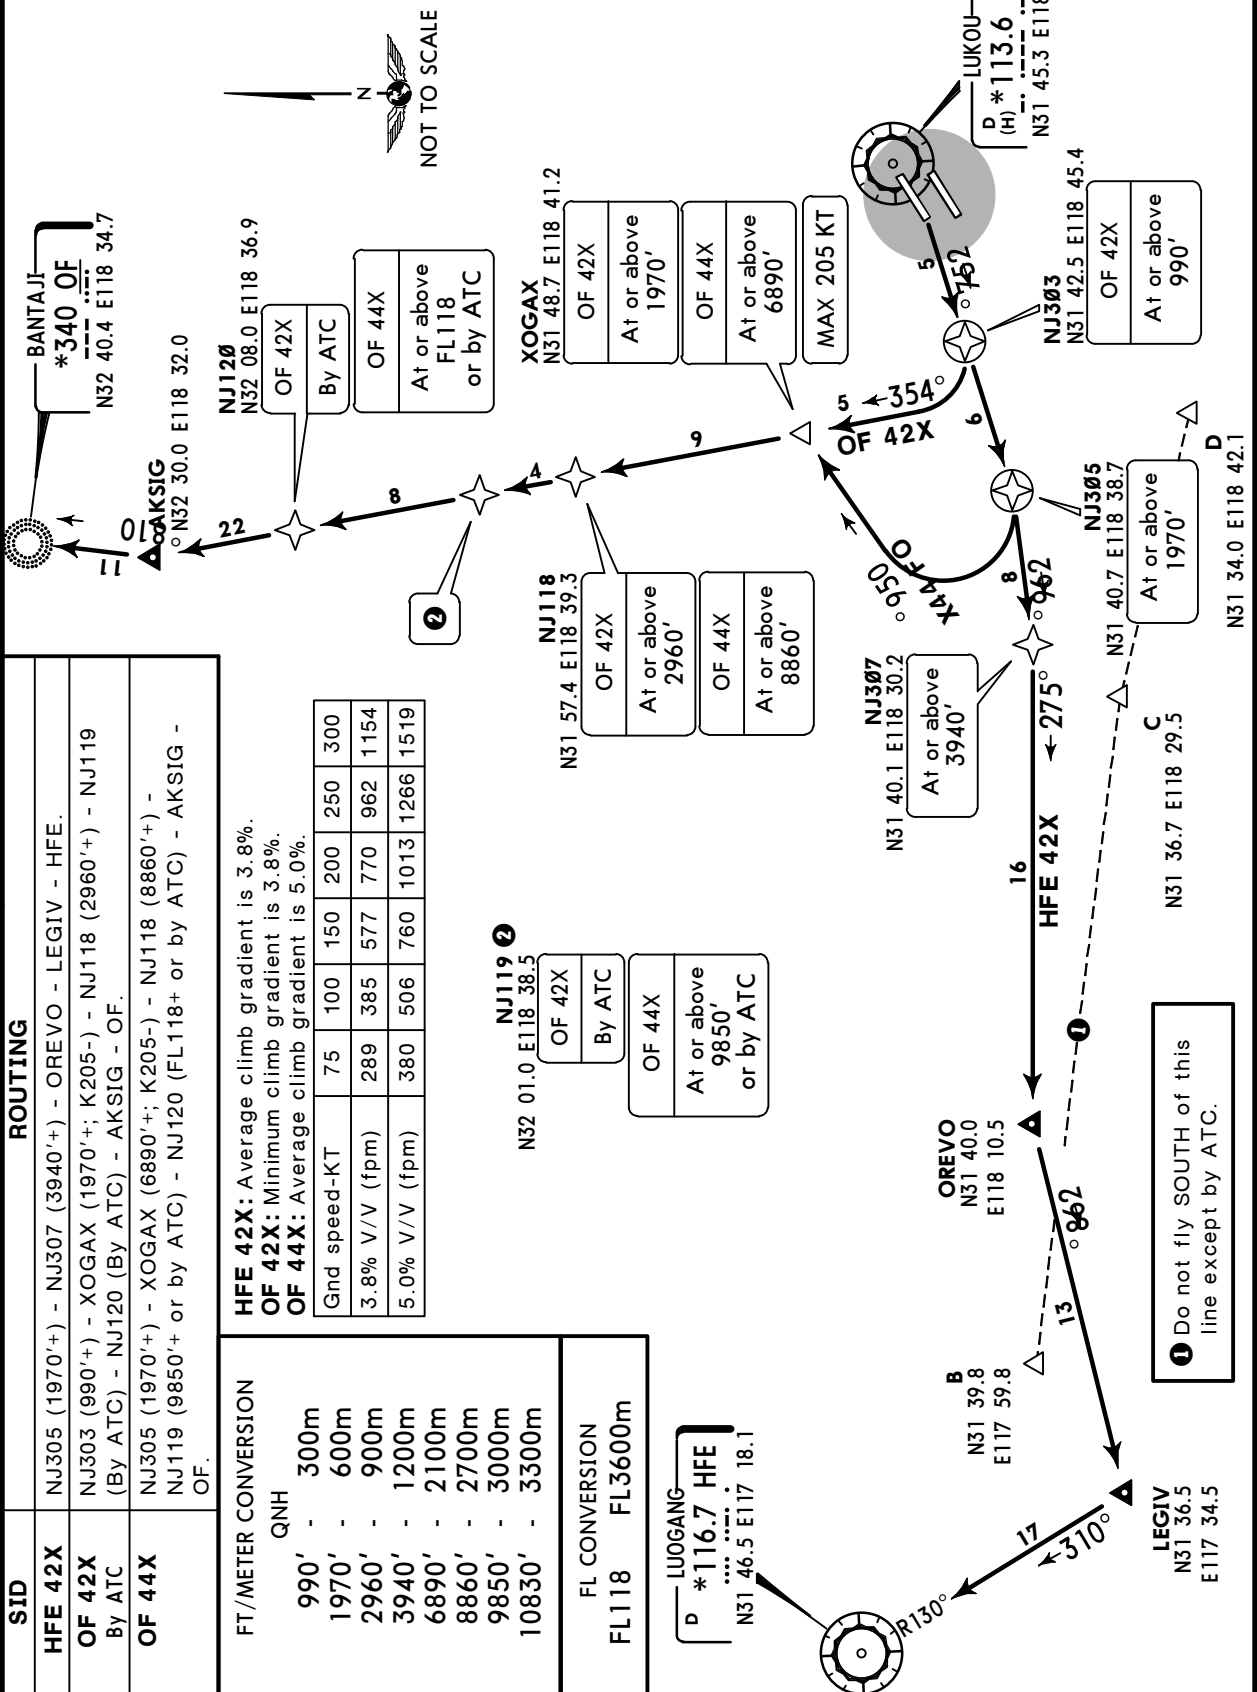 SID
ROUTING
HFE 42X
NJ305 (1970'+) - NJ307 (3940'+) - OREVO - LEGIV - HFE.
OF 42X
By ATC
NJ303 (990'+) - XOGAX (1970'+; K205-) - NJ118 (2960'+) - NJ119
(By ATC) - NJ120 (By ATC) - AKSIG - OF.
OF 44X
NJ305 (1970'+) - XOGAX (6890'+; K205-) - NJ118 (8860'+) -
NJ119 (9850'+ or by ATC) - NJ120 (FL118+ or by ATC) - AKSIG -
OF.
FT/METER CONVERSION
QNH
990' - 300m
1970' - 600m
2960' - 900m
3940' - 1200m
6890' - 2100m
8860' - 2700m
9850' - 3000m
10830' - 3300m
FL CONVERSION
FL118 FL3600m
HFE 42X: Average climb gradient is 3.8%.
OF 42X: Minimum climb gradient is 3.8%.
OF 44X: Average climb gradient is 5.0%.
Gnd speed-KT 75 100 150 200 250 300
3.8% V/V (fpm) 289 385 577 770 962 1154
5.0% V/V (fpm) 380 506 760 1013 1266 1519
BANTAJI
*340 OF
N32 40.4 E118 34.7
N
NOT TO SCALE
11
010°
AKSIG
N32 30.0 E118 32.0
22
NJ120
N32 08.0 E118 36.9
OF 42X
By ATC
OF 44X
At or above
FL118
or by ATC
8
2
4
NJ119 2
N32 01.0 E118 38.5
OF 42X
By ATC
OF 44X
At or above
9850'
or by ATC
NJ118
N31 57.4 E118 39.3
OF 42X
At or above
2960'
OF 44X
At or above
8860'
9
XOGAX
N31 48.7 E118 41.2
OF 42X
At or above
1970'
OF 44X
At or above
6890'
MAX 205 KT
5
354°
OF 42X
LUKOU
D
(H) *113.6
N31 45.3 E118
5
252°
NJ303
N31 42.5 E118 45.4
OF 42X
At or above
990'
6
NJ305
N31 40.7 E118 38.7
At or above
1970'
050°
OF 44X
8
NJ307
N31 40.1 E118 30.2
At or above
3940'
275°
16
HFE 42X
OREVO
N31 40.0
E118 10.5
13
LEGIV
N31 36.5
E117 34.5
17
310°
R130°
LUOGANG
D *116.7 HFE
N31 46.5 E117 18.1
B
N31 39.8
E117 59.8
C
N31 36.7 E118 29.5
D
N31 34.0 E118 42.1
1
1 Do not fly SOUTH of this
line except by ATC.